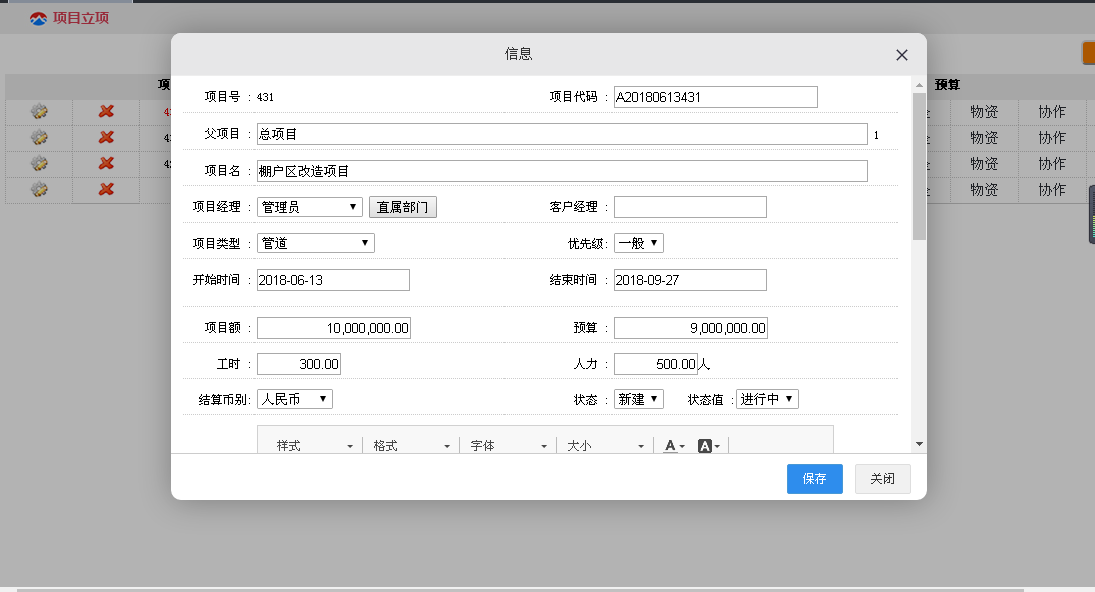 项目立项
信息
预算
项目号 : 431 项目代码 : A20180613431
物资 协作
父项目 : 总项目 1
物资 协作
项目名 : 棚户区改造项目
物资 协作
项目经理 : 管理员 直属部门 客户经理 :
物资 协作
项目类型 : 管道 优先级: 一般
开始时间 : 2018-06-13 结束时间 : 2018-09-27
项目额 : 10,000,000.00 预算 : 9,000,000.00
工时 : 300.00 人力 : 500.00 人
结算币别: 人民币 状态 : 新建 状态值 : 进行中
样式 格式 字体 大小 A A
保存 关闭